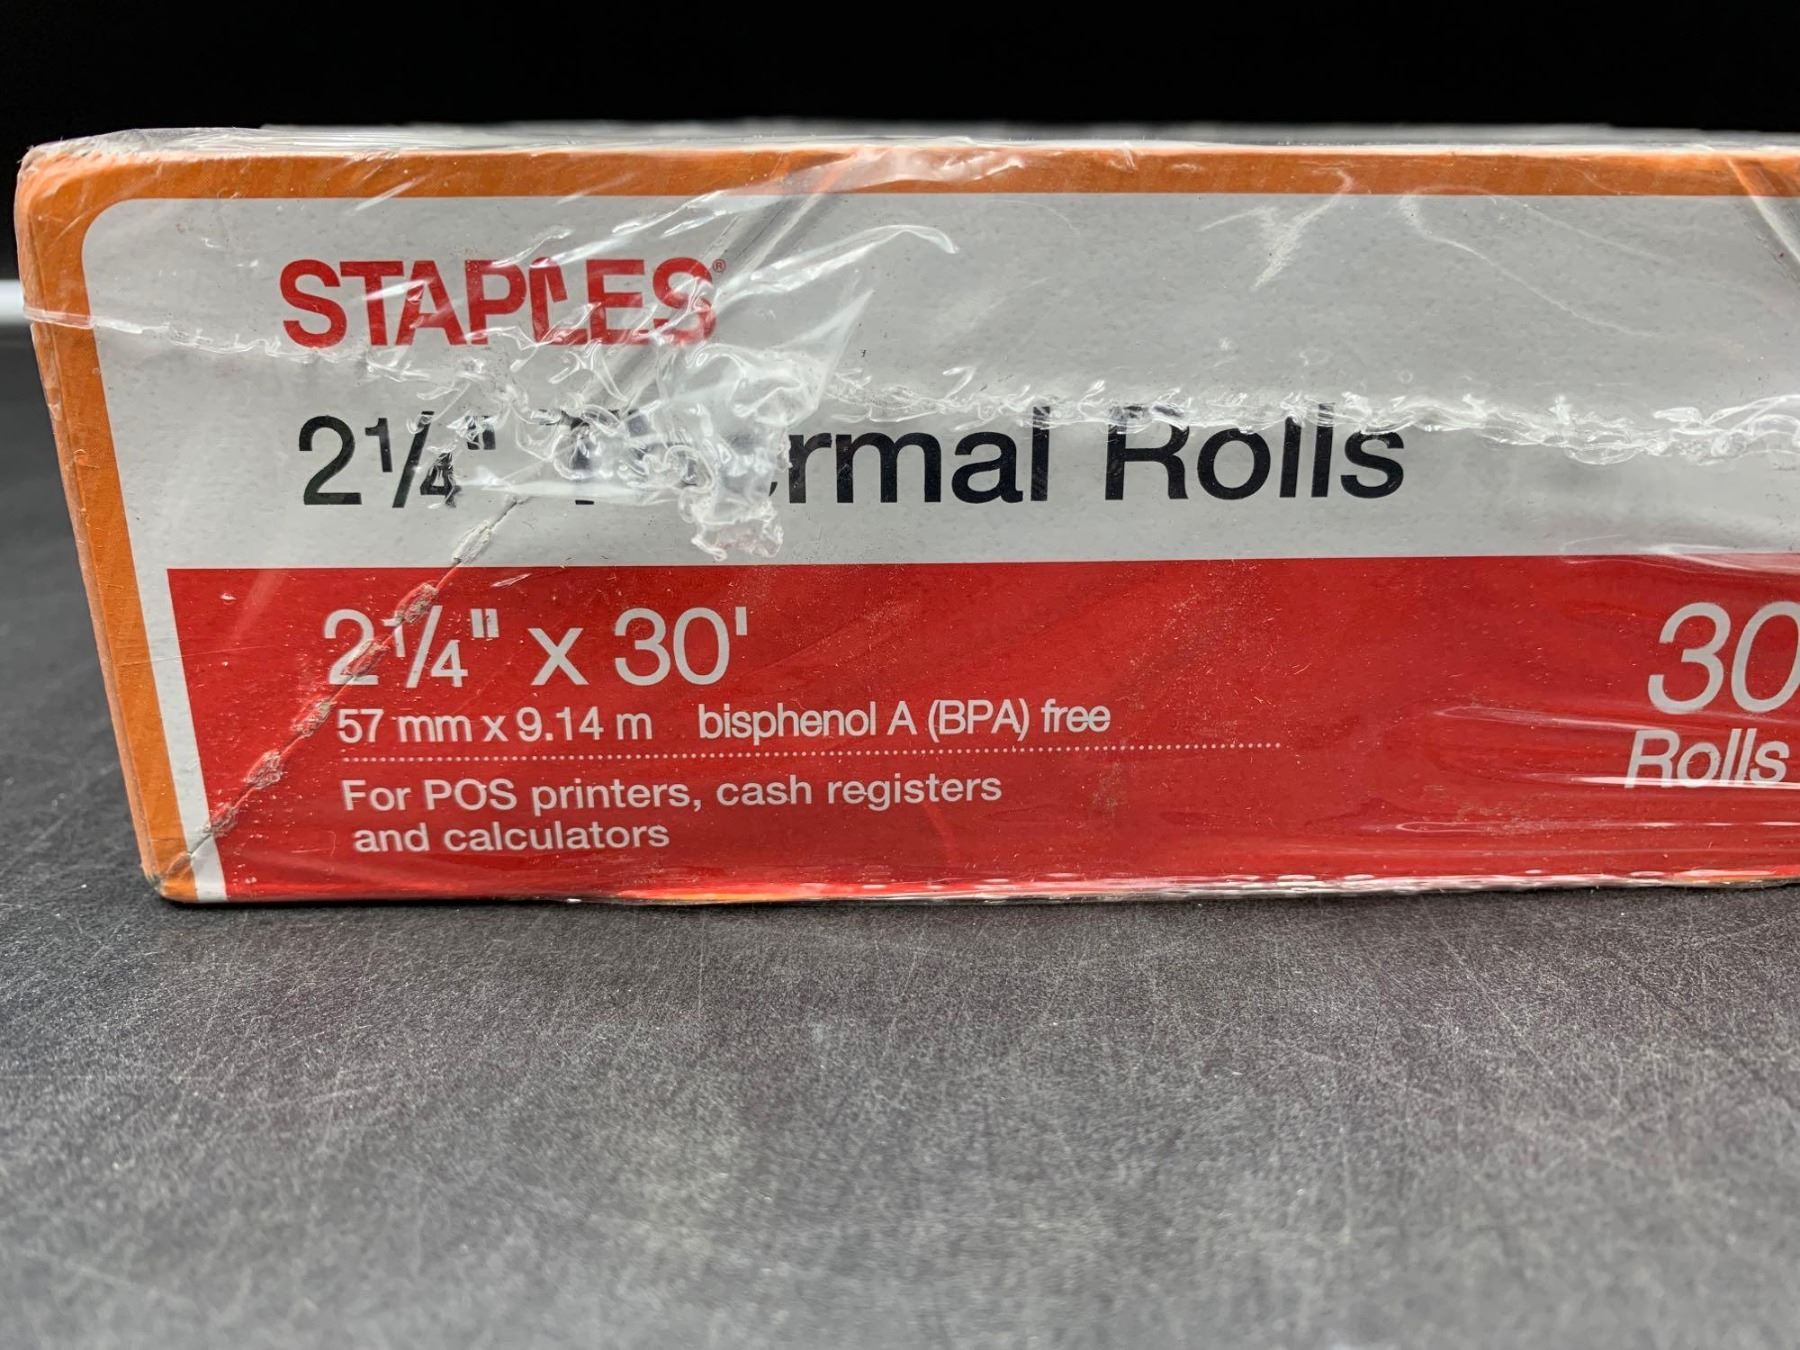 STAPLES®
2¼" Thermal Rolls
2¼" x 30'
57 mm x 9.14 m bisphenol A (BPA) free
For POS printers, cash registers
and calculators
30
Rolls